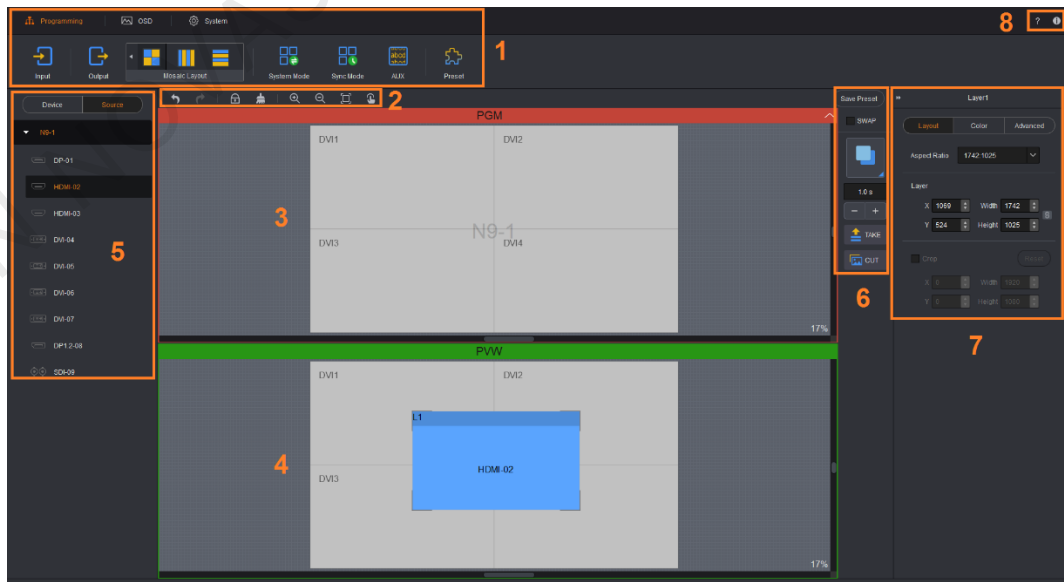 Programming OSD System
8
? 
Input Output Mosaic Layout System Mode Sync Mode AUX Preset
abcd
1
Device Source
N9-1
DP-01
HDMI-02
HDMI-03
DVI-04
DVI-05
DVI-06
DVI-07
DP1.2-08
SDI-09
5
2
PGM
DVI1 DVI2
N9-1
DVI3 DVI4
3
17%
PVW
DVI1 DVI2
L1
HDMI-02
DVI3
4
17%
Save Preset
SWAP
1.0 s
− +
TAKE
CUT
6
Layer1
Layout Color Advanced
Aspect Ratio 1742:1025
Layer
X 1069 Width 1742
Y 524 Height 1025
Crop Reset
X 0 Width 1920
Y 0 Height 1080
7